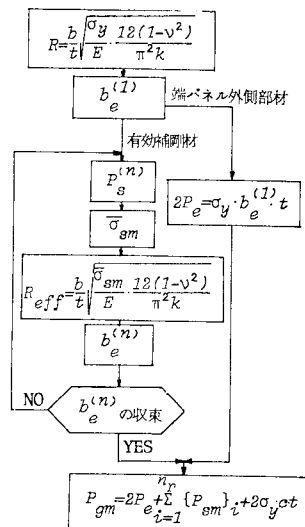 R=b/t√(σ_y/E · 12(1-ν²)/π²k)
b_e^(1)
端パネル外側部材
有効補剛材
P_s^(n)
2P_e=σ_y·b_e^(1)·t
σ̅_sm
R_eff=b/t√(σ̅_sm/E · 12(1-ν²)/π²k)
b_e^(n)
NO
b_e^(n)の収束
YES
P_gm=2P_e+Σ_{i=1}^{n_r}{P_sm}_i+2σ_y ct